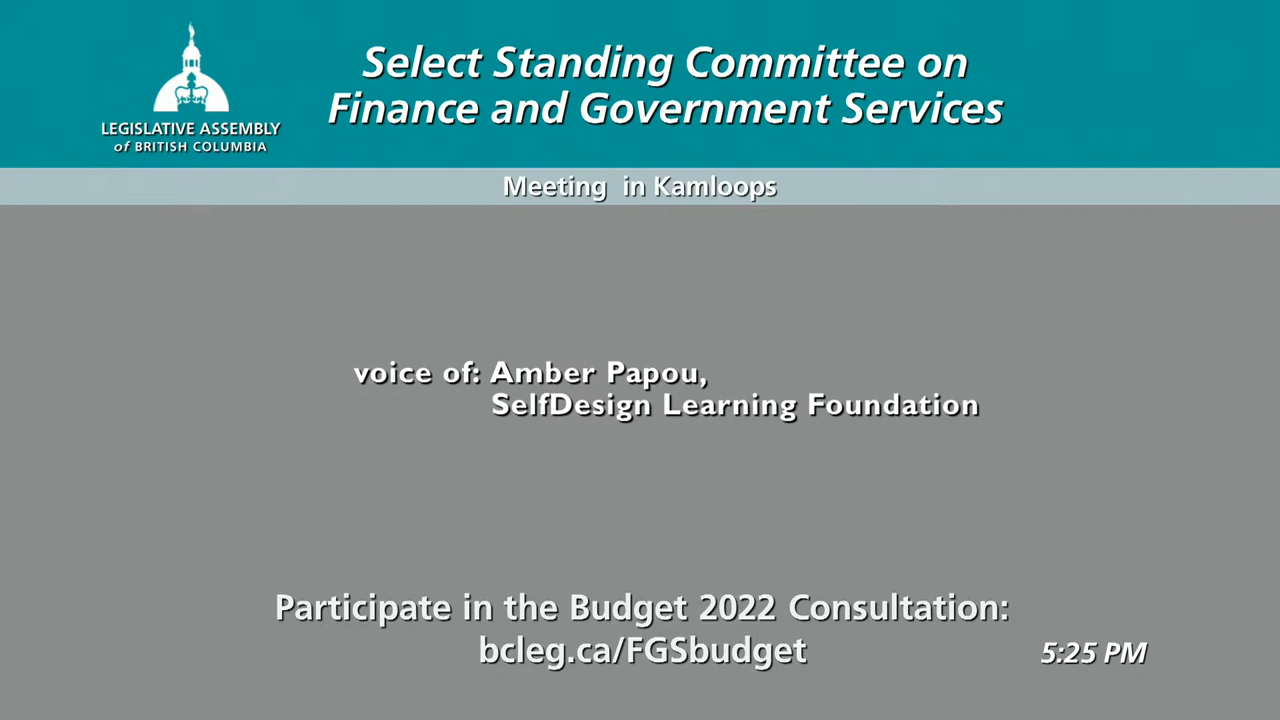 Select Standing Committee on
Finance and Government Services
LEGISLATIVE ASSEMBLY
of BRITISH COLUMBIA
Meeting in Kamloops
voice of: Amber Papou,
SelfDesign Learning Foundation
Participate in the Budget 2022 Consultation:
bcleg.ca/FGSbudget
5:25 PM